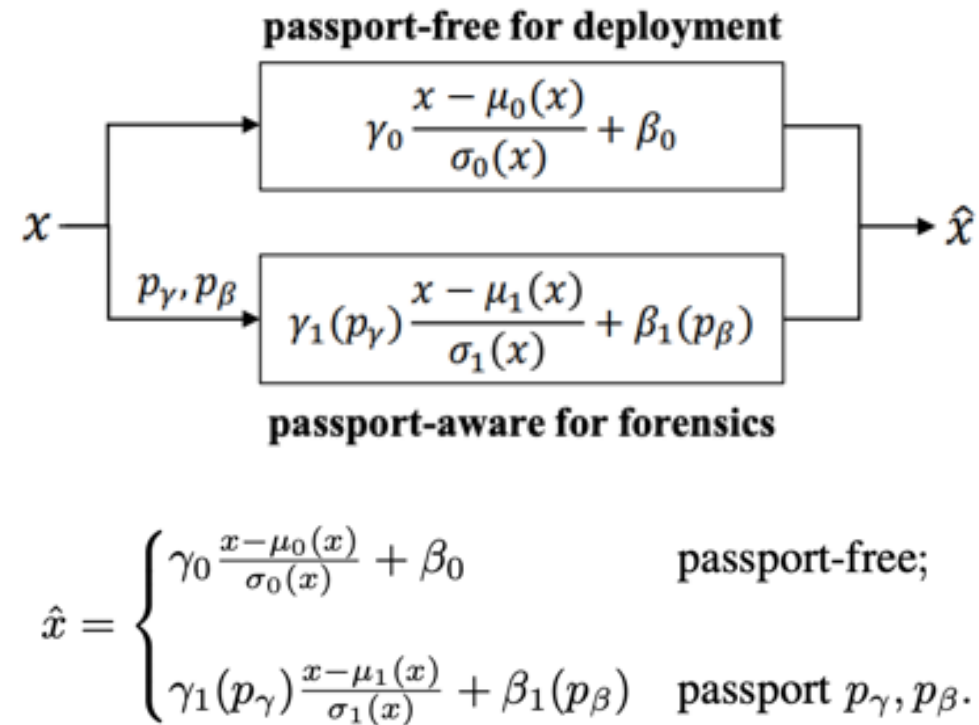 passport-free for deployment
γ₀ (x − μ₀(x))/σ₀(x) + β₀
x
x̂
p_γ, p_β
γ₁(p_γ) (x − μ₁(x))/σ₁(x) + β₁(p_β)
passport-aware for forensics
x̂ = { γ₀ (x−μ₀(x))/σ₀(x) + β₀ passport-free;
γ₁(p_γ) (x−μ₁(x))/σ₁(x) + β₁(p_β) passport p_γ, p_β.